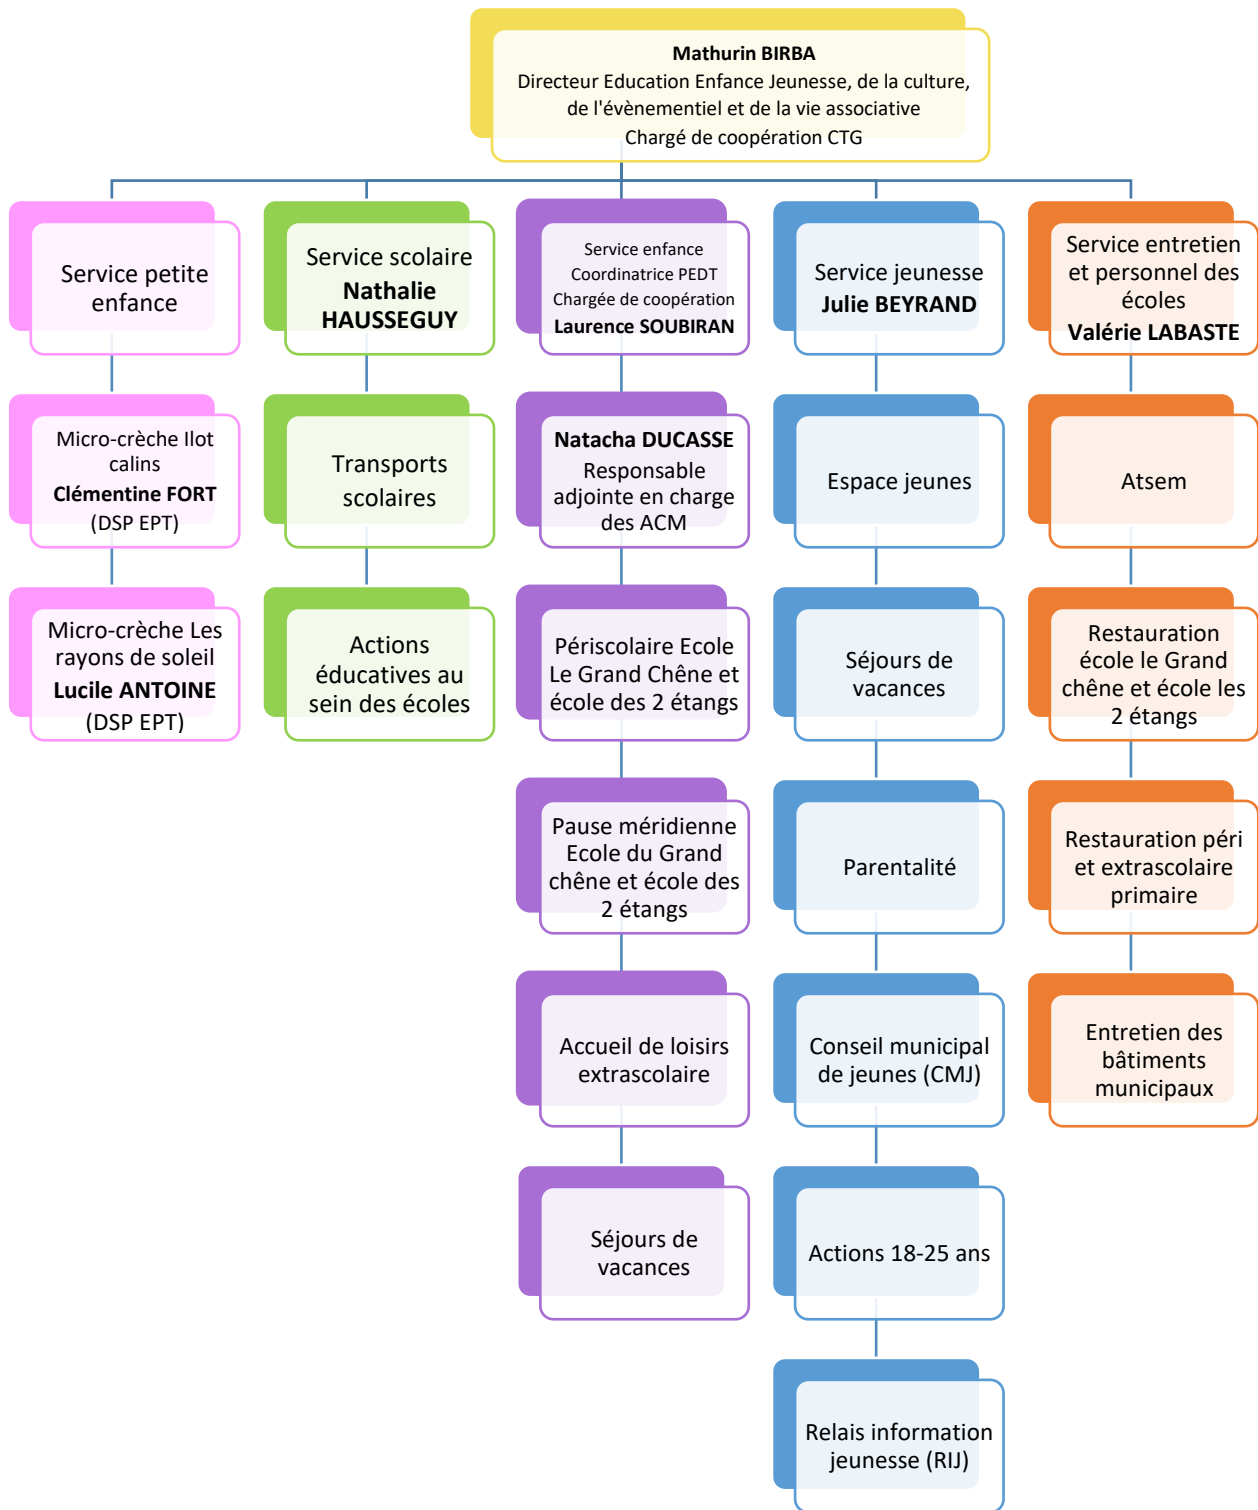 Mathurin BIRBA
Directeur Education Enfance Jeunesse, de la culture,
de l'évènementiel et de la vie associative
Chargé de coopération CTG
Service petite
enfance
Micro-crèche Ilot
calins
Clémentine FORT
(DSP EPT)
Micro-crèche Les
rayons de soleil
Lucile ANTOINE
(DSP EPT)
Service scolaire
Nathalie
HAUSSEGUY
Transports
scolaires
Actions
éducatives au
sein des écoles
Service enfance
Coordinatrice PEDT
Chargée de coopération
Laurence SOUBIRAN
Natacha DUCASSE
Responsable
adjointe en charge
des ACM
Périscolaire Ecole
Le Grand Chêne et
école des 2 étangs
Pause méridienne
Ecole du Grand
chêne et école des
2 étangs
Accueil de loisirs
extrascolaire
Séjours de
vacances
Service jeunesse
Julie BEYRAND
Espace jeunes
Séjours de
vacances
Parentalité
Conseil municipal
de jeunes (CMJ)
Actions 18-25 ans
Relais information
jeunesse (RIJ)
Service entretien
et personnel des
écoles
Valérie LABASTE
Atsem
Restauration
école le Grand
chêne et école les
2 étangs
Restauration péri
et extrascolaire
primaire
Entretien des
bâtiments
municipaux